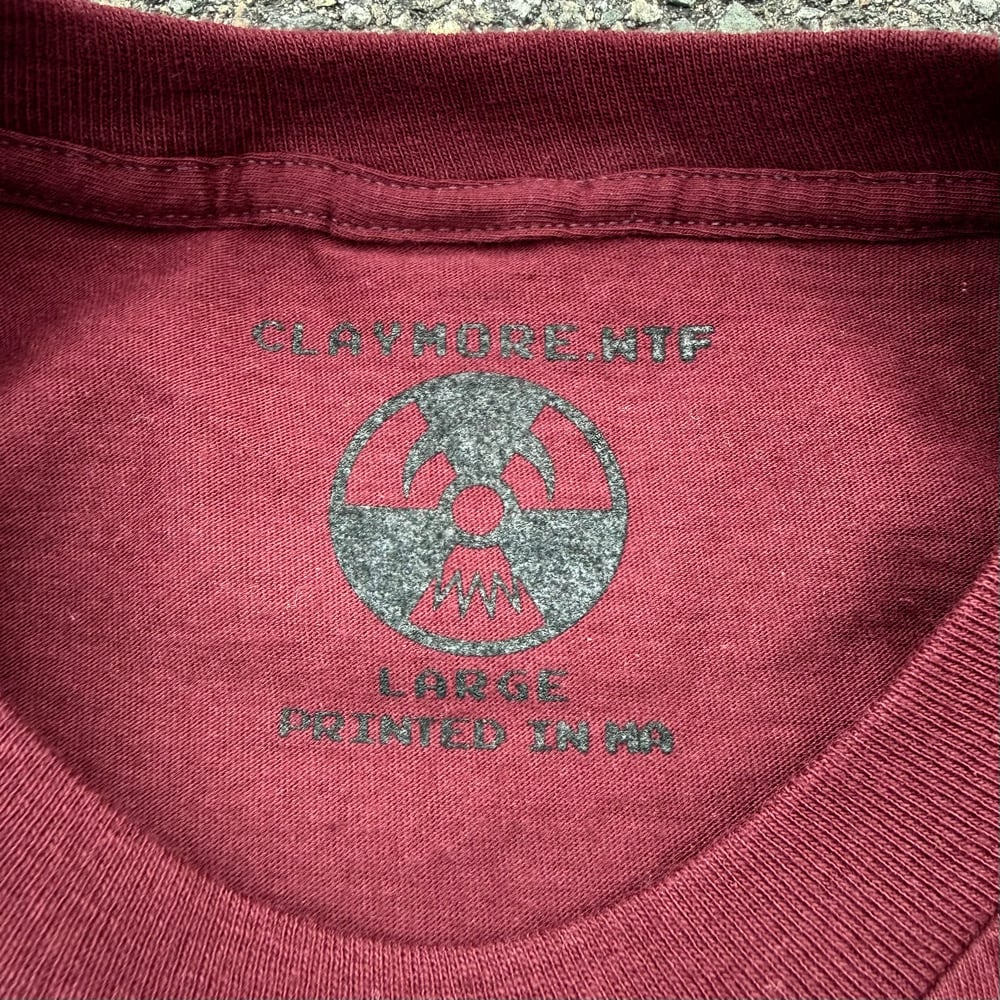 CLAYMORE.WTF
LARGE
PRINTED IN MA